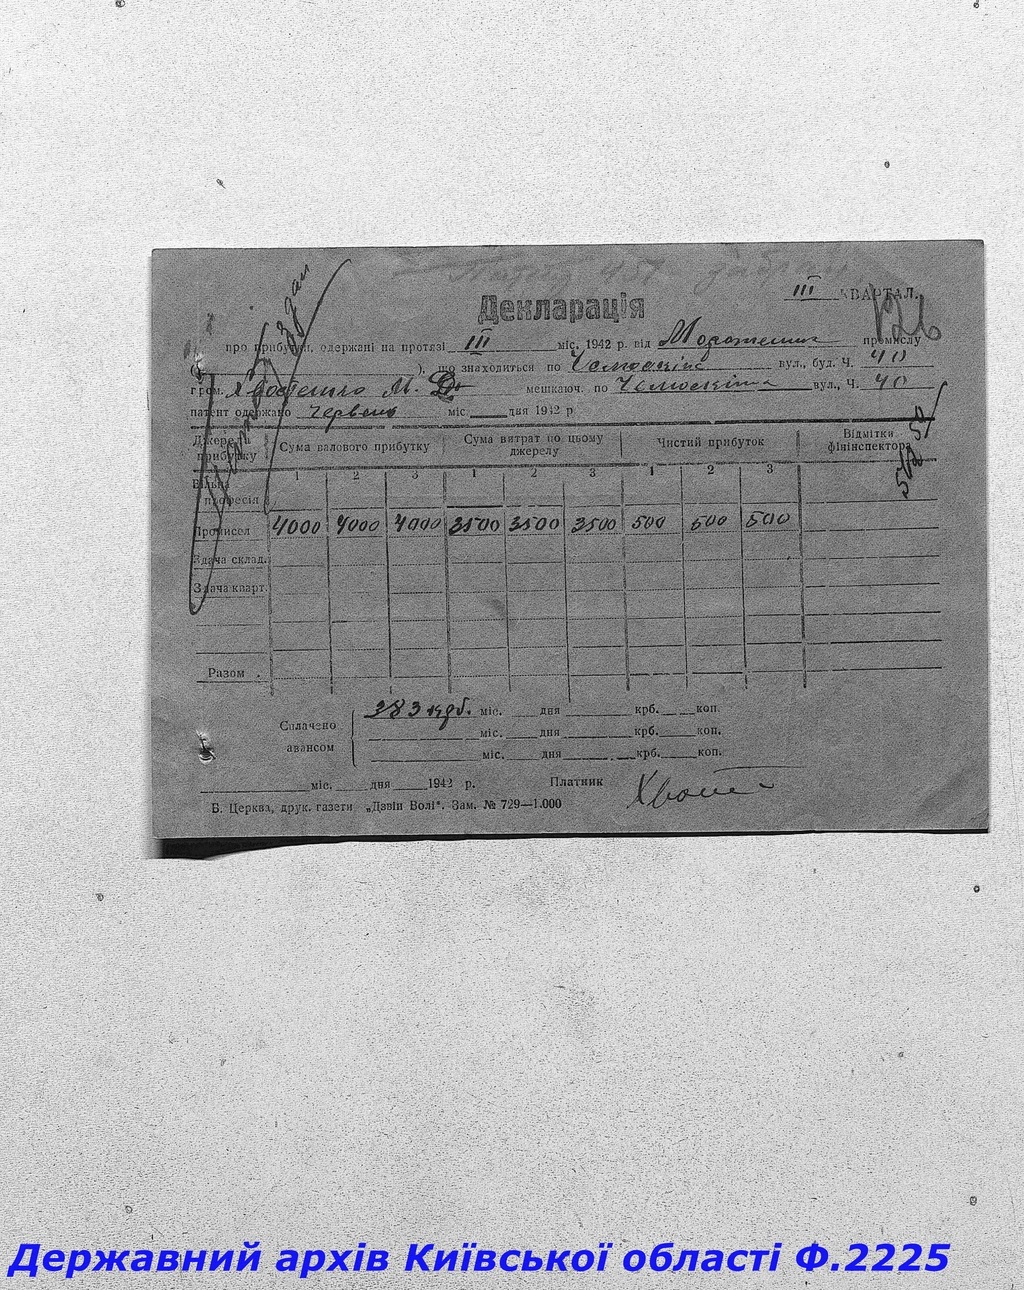 Декларація
III КВАРТАЛ.
про прибутки, одержані на протязі III міс. 1942 р. від промислу
), що знаходиться по вул., буд. Ч. 40
гром. М. мешкаюч. по вул., Ч. 40
патент одержано Червень міс. дня 1942 р
Джерела прибутку Сума валового прибутку Сума витрат по цьому джерелу Чистий прибуток Відмітки фінінспектора
1 2 3 1 2 3 1 2 3
Вільна професія
Промисел 4000 4000 4000 3500 3500 3500 500 500 500
Здача склад.
Здача кварт.
Разом
Сплачено авансом
383 крб. міс. дня крб. коп.
міс. дня крб. коп.
міс. дня крб. коп.
міс. дня 1942 р. Платник
Б. Церква, друк. газети „Дзвін Волі“. Зам. № 729—1.000
Державний архів Київської області Ф.2225